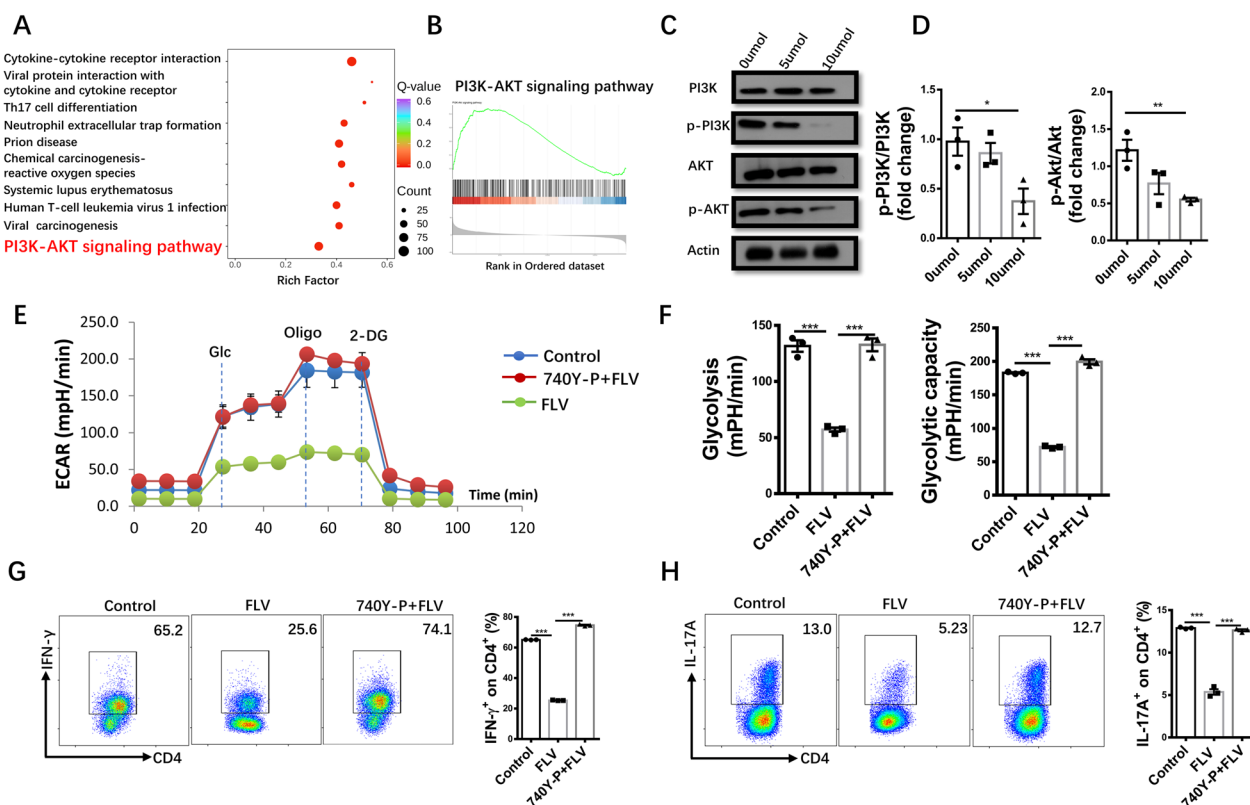 A
Cytokine-cytokine receptor interaction
Viral protein interaction with
cytokine and cytokine receptor
Th17 cell differentiation
Neutrophil extracellular trap formation
Prion disease
Chemical carcinogenesis-
reactive oxygen species
Systemic lupus erythematosus
Human T-cell leukemia virus 1 infection
Viral carcinogenesis
PI3K-AKT signaling pathway
0.0 0.2 0.4 0.6 0.8
Rich Factor
Q-value
0.6
0.4
0.2
0.0
Count
25
50
75
100
B
PI3K-AKT signaling pathway
Rank in Ordered dataset
C
0umol 5umol 10umol
PI3K
p-PI3K
AKT
p-AKT
Actin
D
p-PI3K/PI3K
(fold change)
1.5
1.0
0.5
0.0
*
0umol 5umol 10umol
p-Akt/Akt
(fold change)
2.0
1.5
1.0
0.5
0.0
**
0umol 5umol 10umol
E
ECAR (mpH/min)
250.0
200.0
150.0
100.0
50.0
0.0
0 20 40 60 80 100 120
Glc
Oligo
2-DG
Time (min)
Control
740Y-P+FLV
FLV
F
Glycolysis
(mPH/min)
150
100
50
0
*** ***
Control FLV 740Y-P+FLV
Glycolytic capacity
(mPH/min)
250
200
150
100
50
0
*** ***
Control FLV 740Y-P+FLV
G
Control FLV 740Y-P+FLV
65.2 25.6 74.1
IFN-γ
CD4
IFN-γ+ on CD4+ (%)
80
60
40
20
0
*** ***
Control FLV 740Y-P+FLV
H
Control FLV 740Y-P+FLV
13.0 5.23 12.7
IL-17A
CD4
IL-17A+ on CD4+ (%)
15
10
5
0
*** ***
Control FLV 740Y-P+FLV